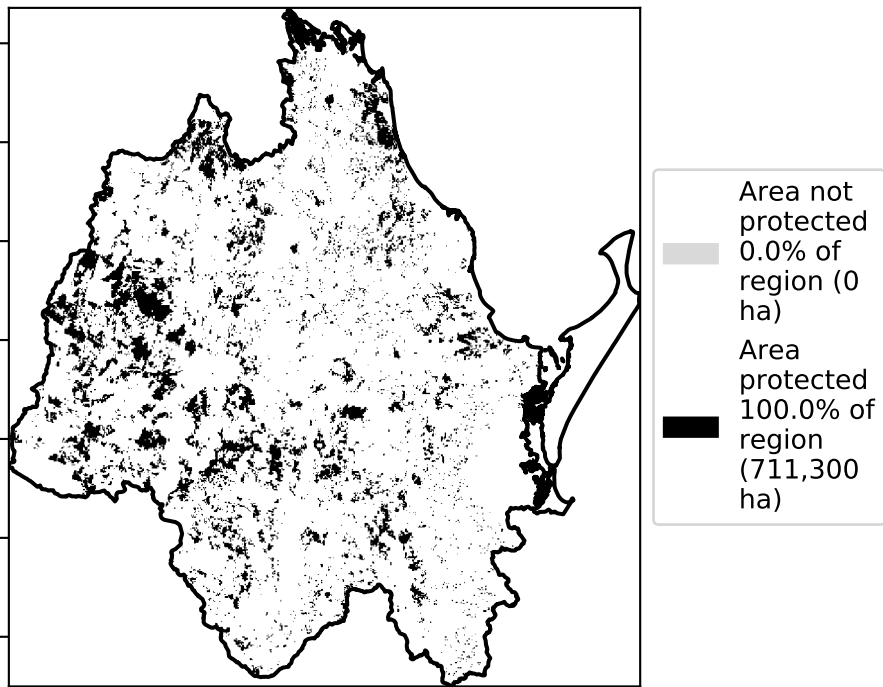 Area not
protected
0.0% of
region (0
ha)
Area
protected
100.0% of
region
(711,300
ha)